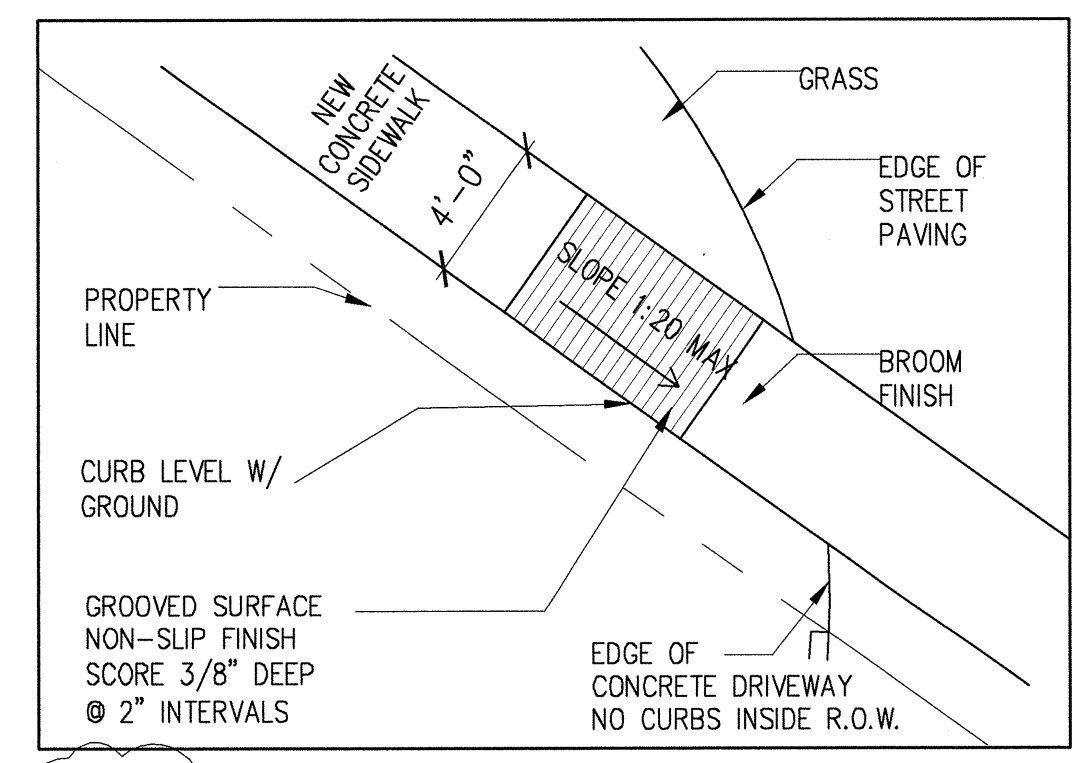 NEW
CONCRETE
SIDEWALK
4'-0"
GRASS
EDGE OF
STREET
PAVING
SLOPE 1:20 MAX
PROPERTY
LINE
BROOM
FINISH
CURB LEVEL W/
GROUND
GROOVED SURFACE
NON-SLIP FINISH
SCORE 3/8" DEEP
@ 2" INTERVALS
EDGE OF
CONCRETE DRIVEWAY
NO CURBS INSIDE R.O.W.